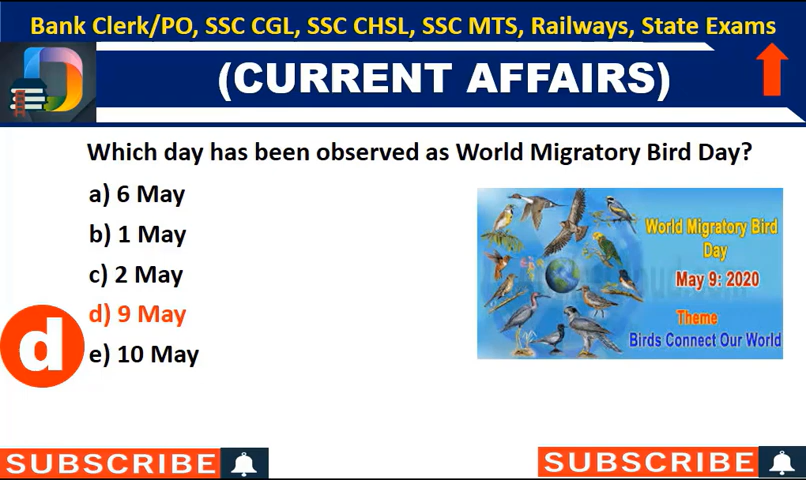 Bank Clerk/PO, SSC CGL, SSC CHSL, SSC MTS, Railways, State Exams
(CURRENT AFFAIRS)
Which day has been observed as World Migratory Bird Day?
a) 6 May
b) 1 May
c) 2 May
d) 9 May
e) 10 May
d
World Migratory Bird
Day
May 9: 2020
Theme
Birds Connect Our World
SUBSCRIBE
SUBSCRIBE